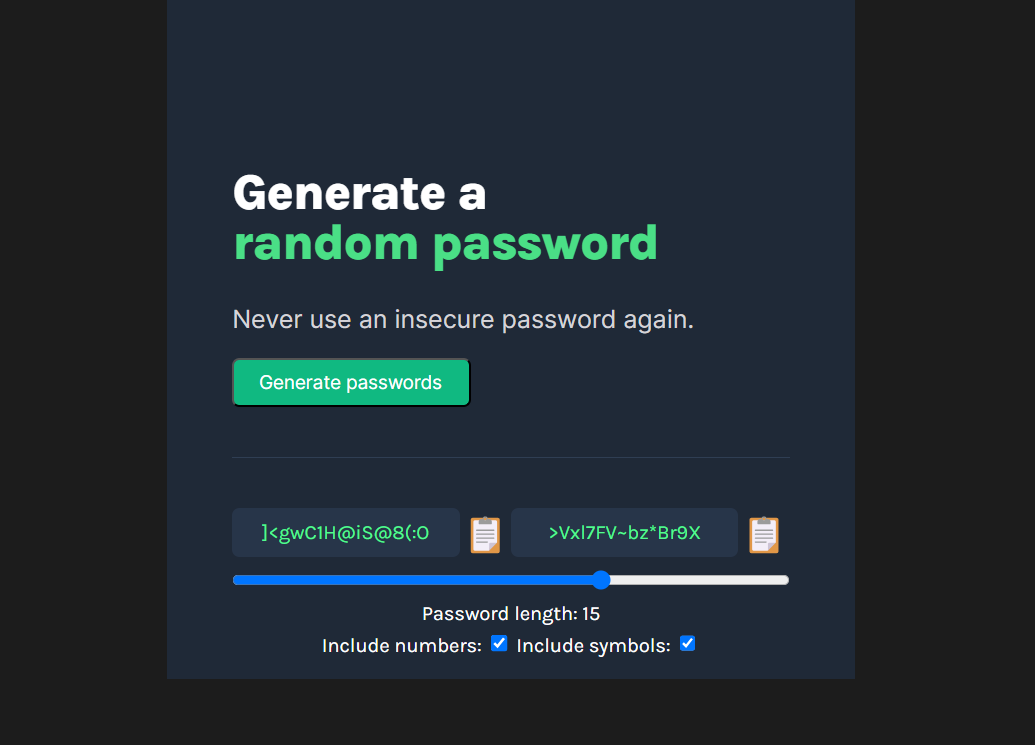 Generate a
random password
Never use an insecure password again.
Generate passwords
]<gwC1H@iS@8(:O
>Vxl7FV~bz*Br9X
Password length: 15
Include numbers:
Include symbols: